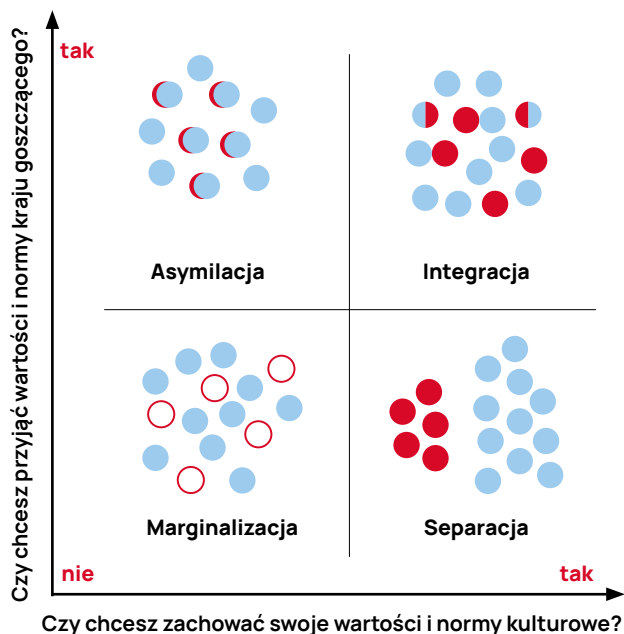 Czy chcesz przyjąć wartości i normy kraju goszczącego?
tak
Asymilacja
Integracja
Marginalizacja
Separacja
nie
tak
Czy chcesz zachować swoje wartości i normy kulturowe?